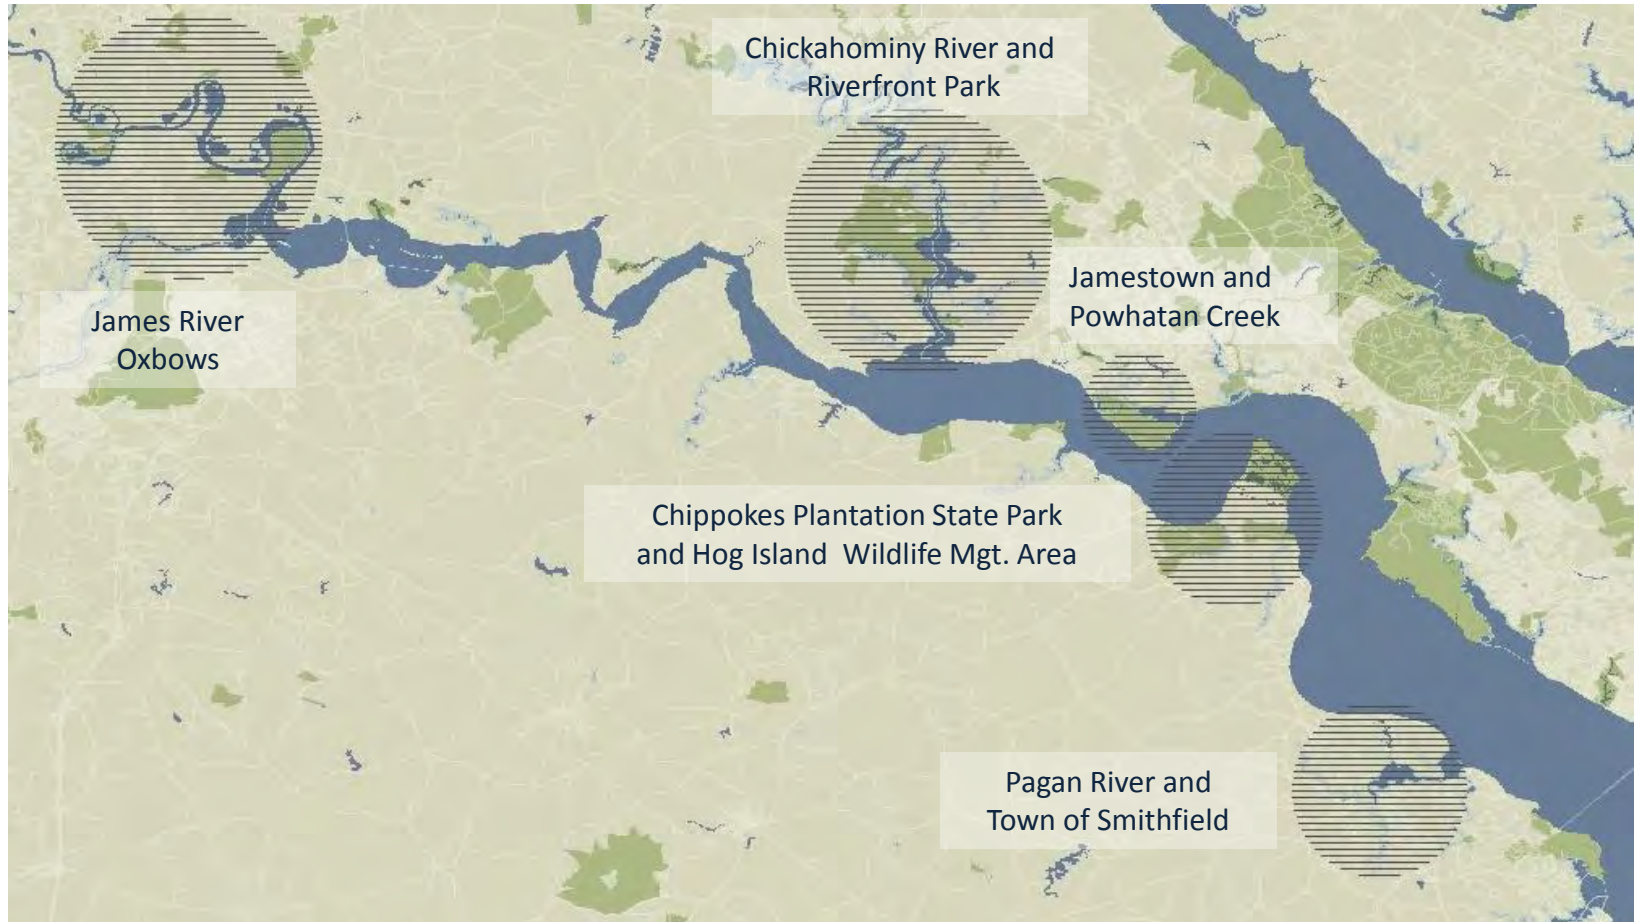 Chickahominy River and
Riverfront Park
Jamestown and
Powhatan Creek
James River
Oxbows
Chippokes Plantation State Park
and Hog Island  Wildlife Mgt. Area
Pagan River and
Town of Smithfield